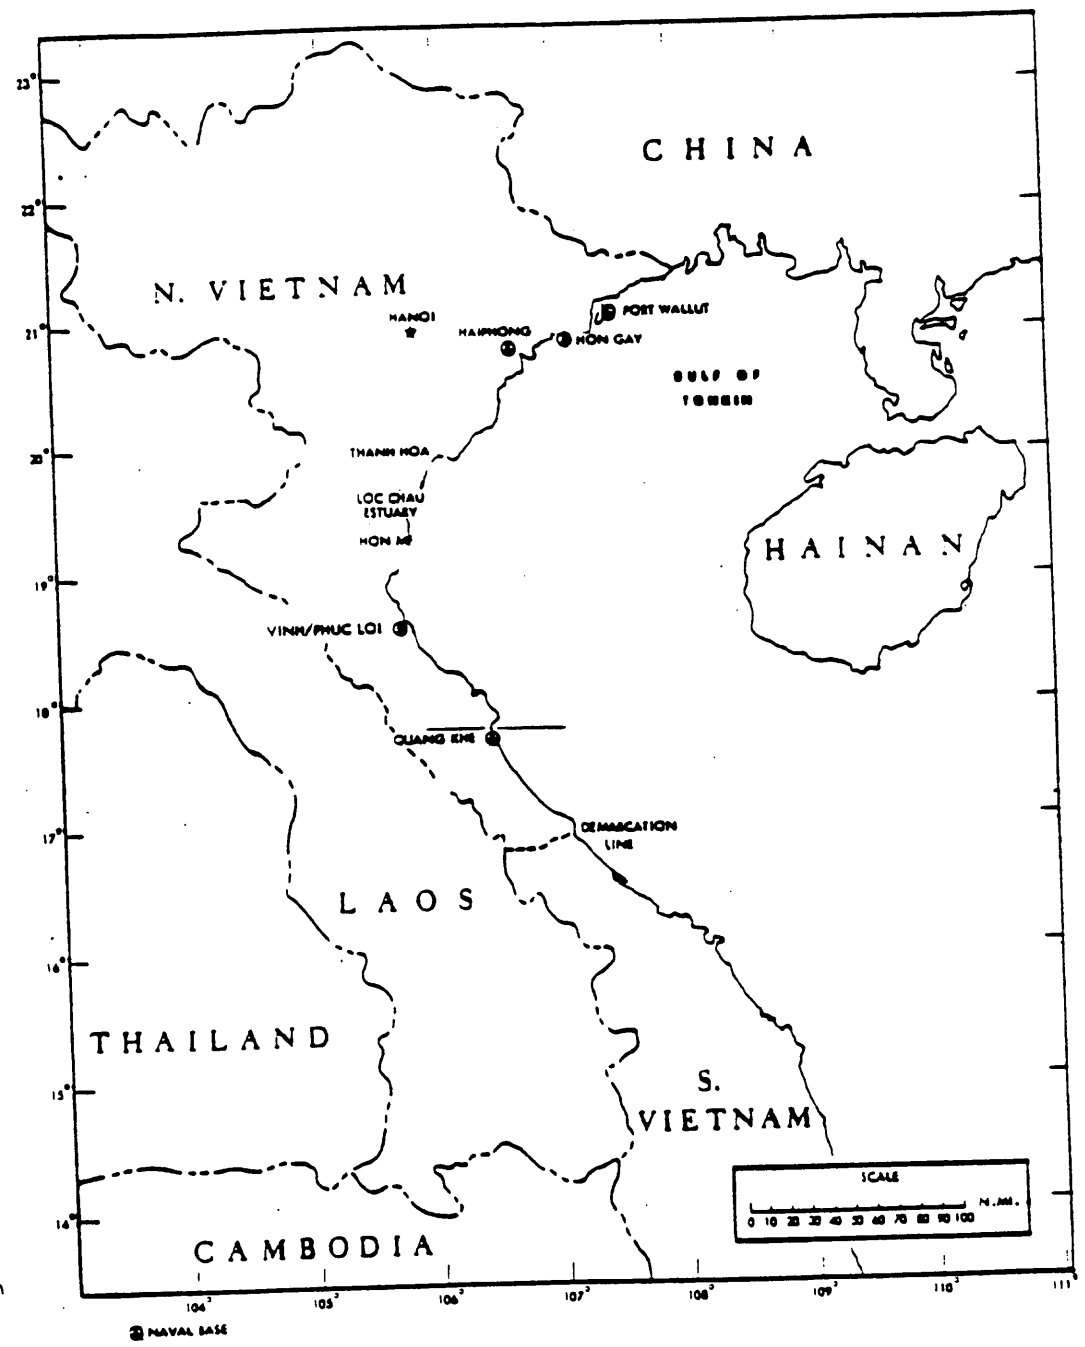 23°
CHINA
22°
N. VIETNAM
HANOI
21°
HAIPHONG
PORT WALLUT
HON GAY
GULF OF
TONKIN
20°
THANH HOA
LOC CHAU
ESTUARY
HON ME
HAINAN
19°
VINH/PHUC LOI
18°
QUANG KHE
17°
DEMARCATION
LINE
LAOS
16°
THAILAND
15°
S.
VIETNAM
SCALE
N.MI.
0 10 20 30 40 50 60 70 80 90 100
14°
CAMBODIA
104° 105° 106° 107° 108° 109° 110° 111°
NAVAL BASE